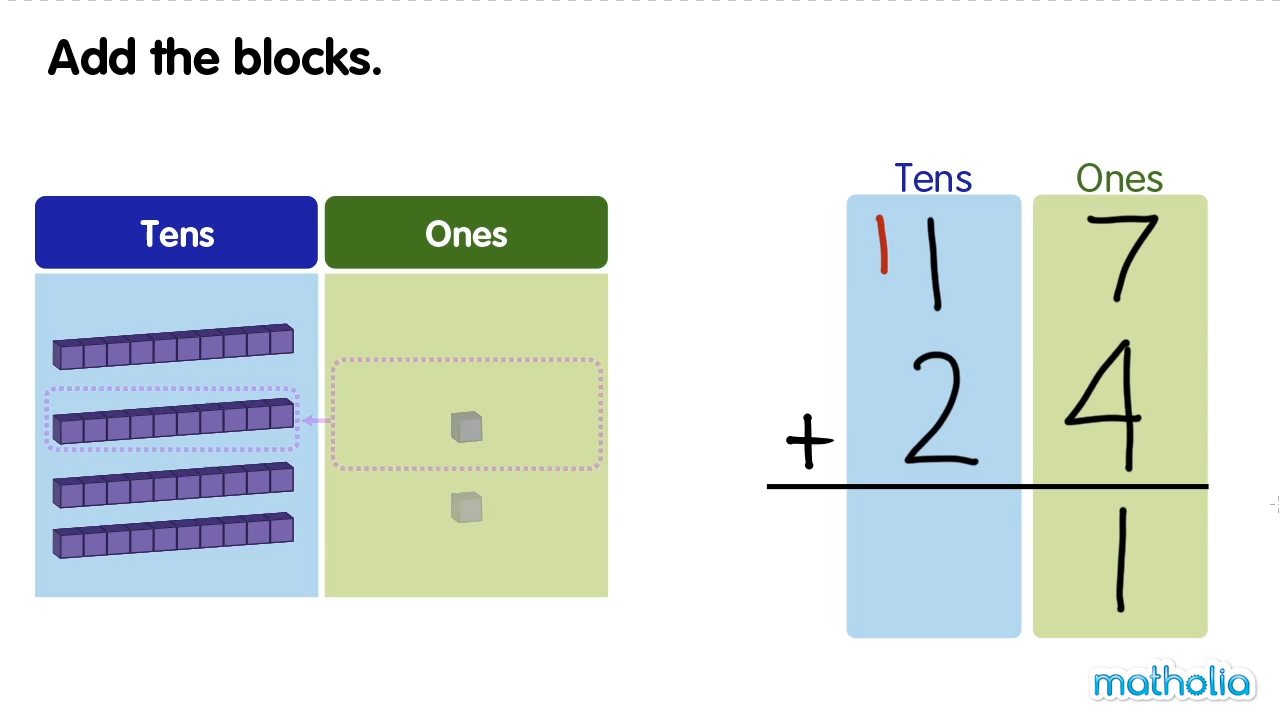 Add the blocks.
Tens Ones
Tens Ones
1 1 7
+ 2 4
1
matholia